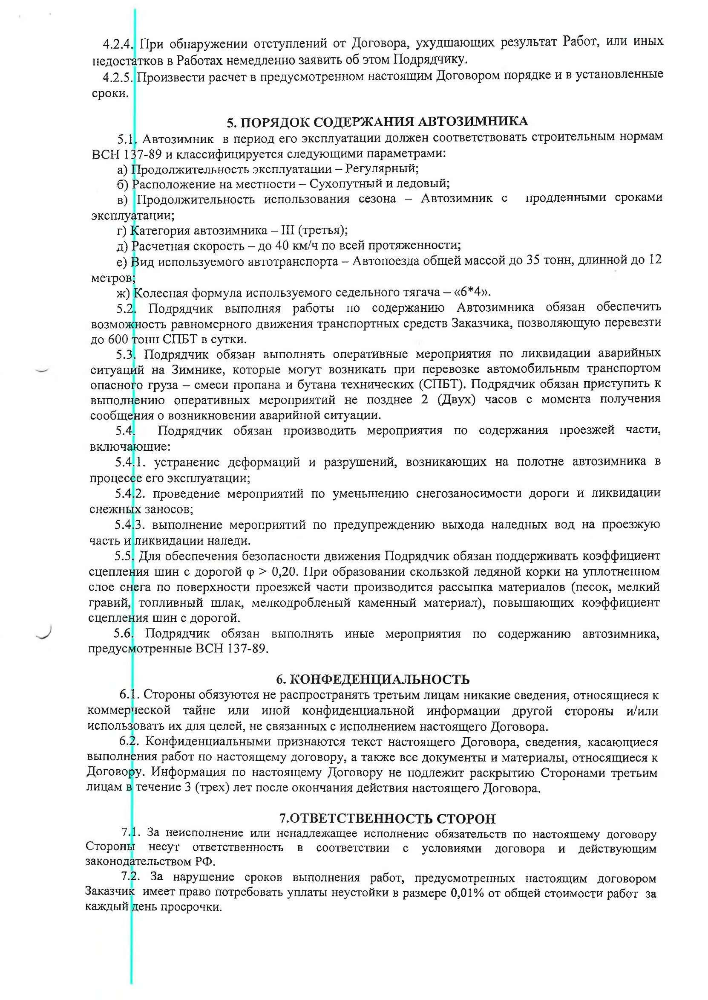 4.2.4. При обнаружении отступлений от Договора, ухудшающих результат Работ, или иных
недостатков в Работах немедленно заявить об этом Подрядчику.
4.2.5. Произвести расчет в предусмотренном настоящим Договором порядке и в установленные
сроки.
5. ПОРЯДОК СОДЕРЖАНИЯ АВТОЗИМНИКА
5.1. Автозимник в период его эксплуатации должен соответствовать строительным нормам
ВСН 137-89 и классифицируется следующими параметрами:
а) Продолжительность эксплуатации – Регулярный;
б) Расположение на местности – Сухопутный и ледовый;
в) Продолжительность использования сезона – Автозимник с продленными сроками
эксплуатации;
г) Категория автозимника – III (третья);
д) Расчетная скорость – до 40 км/ч по всей протяженности;
е) Вид используемого автотранспорта – Автопоезда общей массой до 35 тонн, длинной до 12
метров;
ж) Колесная формула используемого седельного тягача – «6*4».
5.2. Подрядчик выполняя работы по содержанию Автозимника обязан обеспечить
возможность равномерного движения транспортных средств Заказчика, позволяющую перевезти
до 600 тонн СПБТ в сутки.
5.3. Подрядчик обязан выполнять оперативные мероприятия по ликвидации аварийных
ситуаций на Зимнике, которые могут возникать при перевозке автомобильным транспортом
опасного груза – смеси пропана и бутана технических (СПБТ). Подрядчик обязан приступить к
выполнению оперативных мероприятий не позднее 2 (Двух) часов с момента получения
сообщения о возникновении аварийной ситуации.
5.4. Подрядчик обязан производить мероприятия по содержания проезжей части,
включающие:
5.4.1. устранение деформаций и разрушений, возникающих на полотне автозимника в
процессе его эксплуатации;
5.4.2. проведение мероприятий по уменьшению снегозаносимости дороги и ликвидации
снежных заносов;
5.4.3. выполнение мероприятий по предупреждению выхода наледных вод на проезжую
часть и ликвидации наледи.
5.5. Для обеспечения безопасности движения Подрядчик обязан поддерживать коэффициент
сцепления шин с дорогой φ > 0,20. При образовании скользкой ледяной корки на уплотненном
слое снега по поверхности проезжей части производится рассыпка материалов (песок, мелкий
гравий, топливный шлак, мелкодробленый каменный материал), повышающих коэффициент
сцепления шин с дорогой.
5.6. Подрядчик обязан выполнять иные мероприятия по содержанию автозимника,
предусмотренные ВСН 137-89.
6. КОНФЕДЕНЦИАЛЬНОСТЬ
6.1. Стороны обязуются не распространять третьим лицам никакие сведения, относящиеся к
коммерческой тайне или иной конфиденциальной информации другой стороны и/или
использовать их для целей, не связанных с исполнением настоящего Договора.
6.2. Конфиденциальными признаются текст настоящего Договора, сведения, касающиеся
выполнения работ по настоящему договору, а также все документы и материалы, относящиеся к
Договору. Информация по настоящему Договору не подлежит раскрытию Сторонами третьим
лицам в течение 3 (трех) лет после окончания действия настоящего Договора.
7.ОТВЕТСТВЕННОСТЬ СТОРОН
7.1. За неисполнение или ненадлежащее исполнение обязательств по настоящему договору
Стороны несут ответственность в соответствии с условиями договора и действующим
законодательством РФ.
7.2. За нарушение сроков выполнения работ, предусмотренных настоящим договором
Заказчик имеет право потребовать уплаты неустойки в размере 0,01% от общей стоимости работ за
каждый день просрочки.